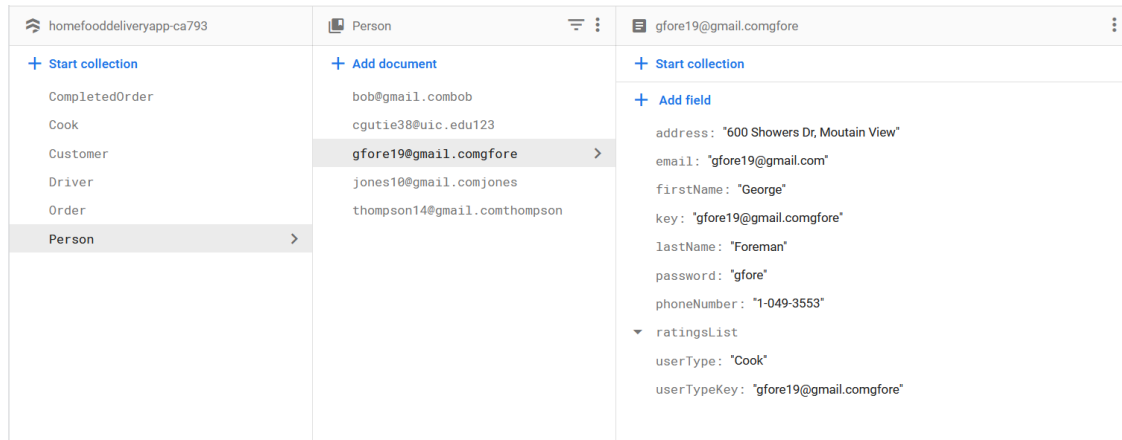 homefooddeliveryapp-ca793
Start collection
CompletedOrder
Cook
Customer
Driver
Order
Person
Person
Add document
bob@gmail.combob
cgutie38@uic.edu123
gfore19@gmail.comgfore
jones10@gmail.comjones
thompson14@gmail.comthompson
gfore19@gmail.comgfore
Start collection
Add field
address: "600 Showers Dr, Moutain View"
email: "gfore19@gmail.com"
firstName: "George"
key: "gfore19@gmail.comgfore"
lastName: "Foreman"
password: "gfore"
phoneNumber: "1-049-3553"
ratingsList
userType: "Cook"
userTypeKey: "gfore19@gmail.comgfore"